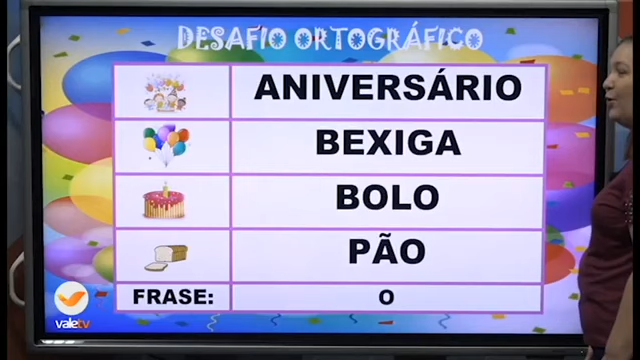 DESAFIO ORTOGRÁFICO
ANIVERSÁRIO
BEXIGA
BOLO
PÃO
FRASE: O
valetv